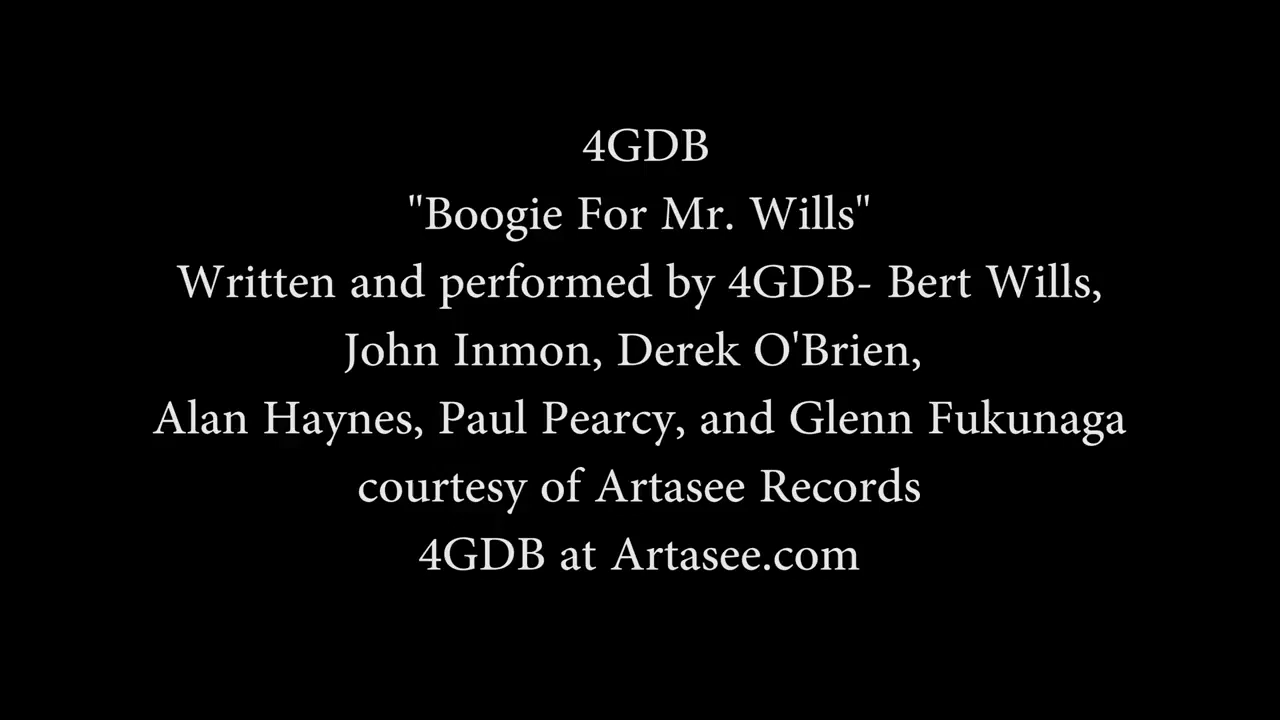 4GDB
"Boogie For Mr. Wills"
Written and performed by 4GDB- Bert Wills,
John Inmon, Derek O'Brien,
Alan Haynes, Paul Pearcy, and Glenn Fukunaga
courtesy of Artasee Records
4GDB at Artasee.com